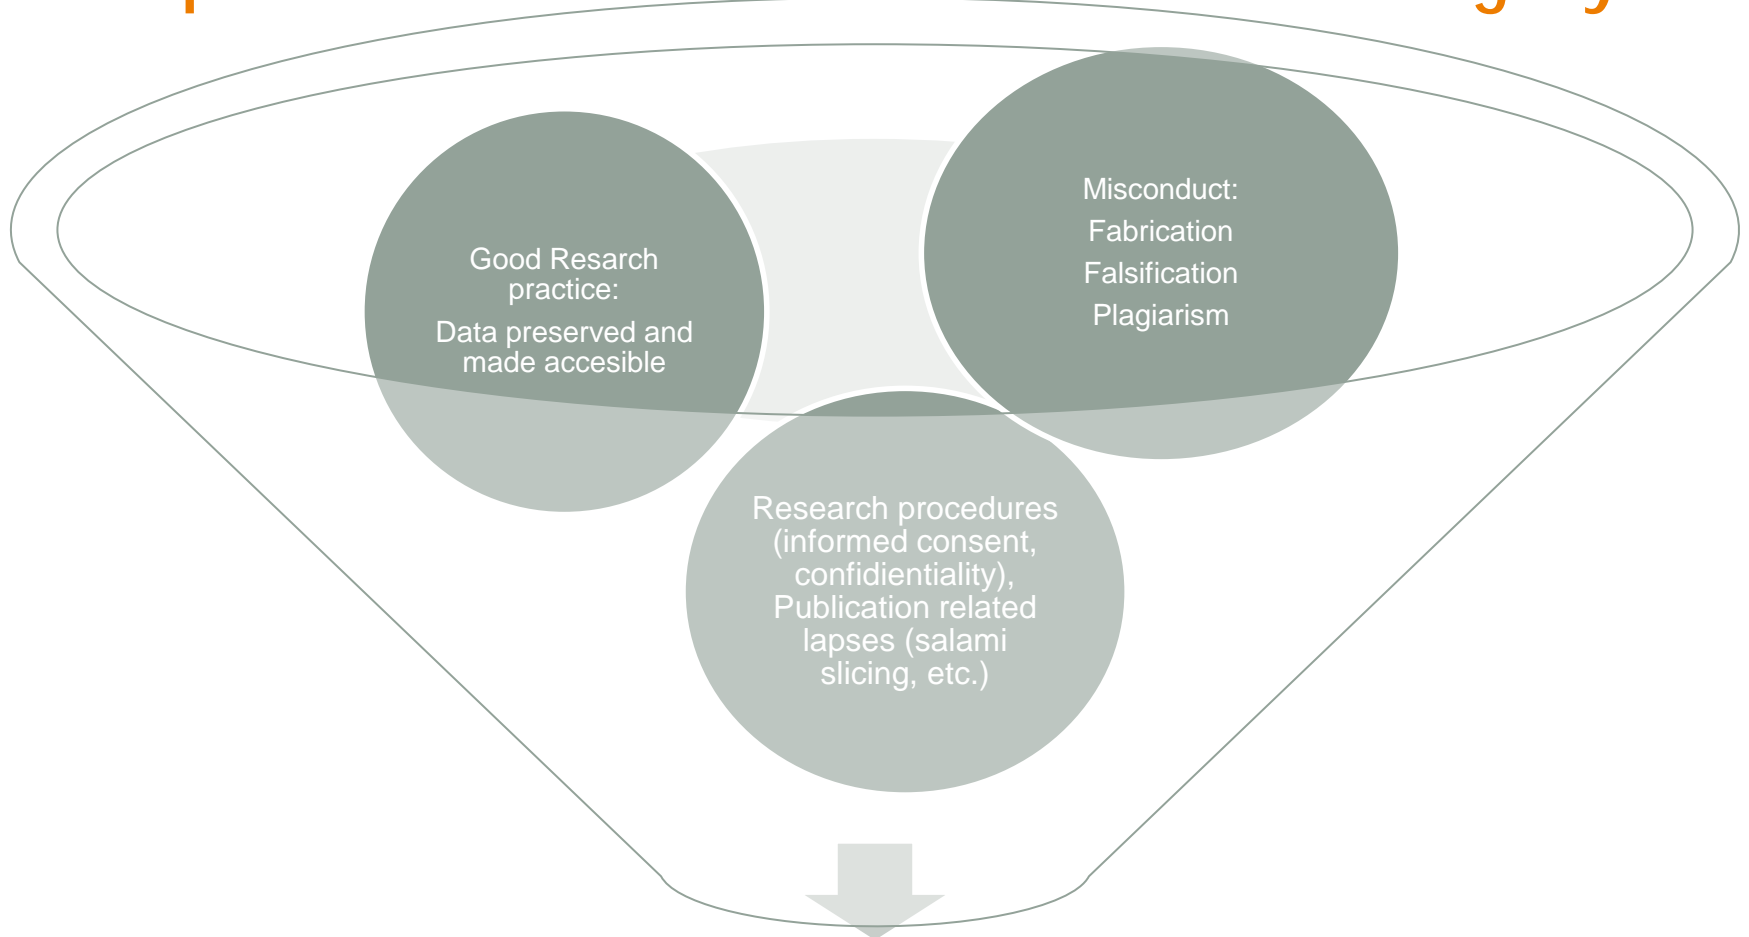 Good Resarch
practice:
Data preserved and
made accesible
Misconduct:
Fabrication
Falsification
Plagiarism
Research procedures
(informed consent,
confidientiality),
Publication related
lapses (salami
slicing, etc.)